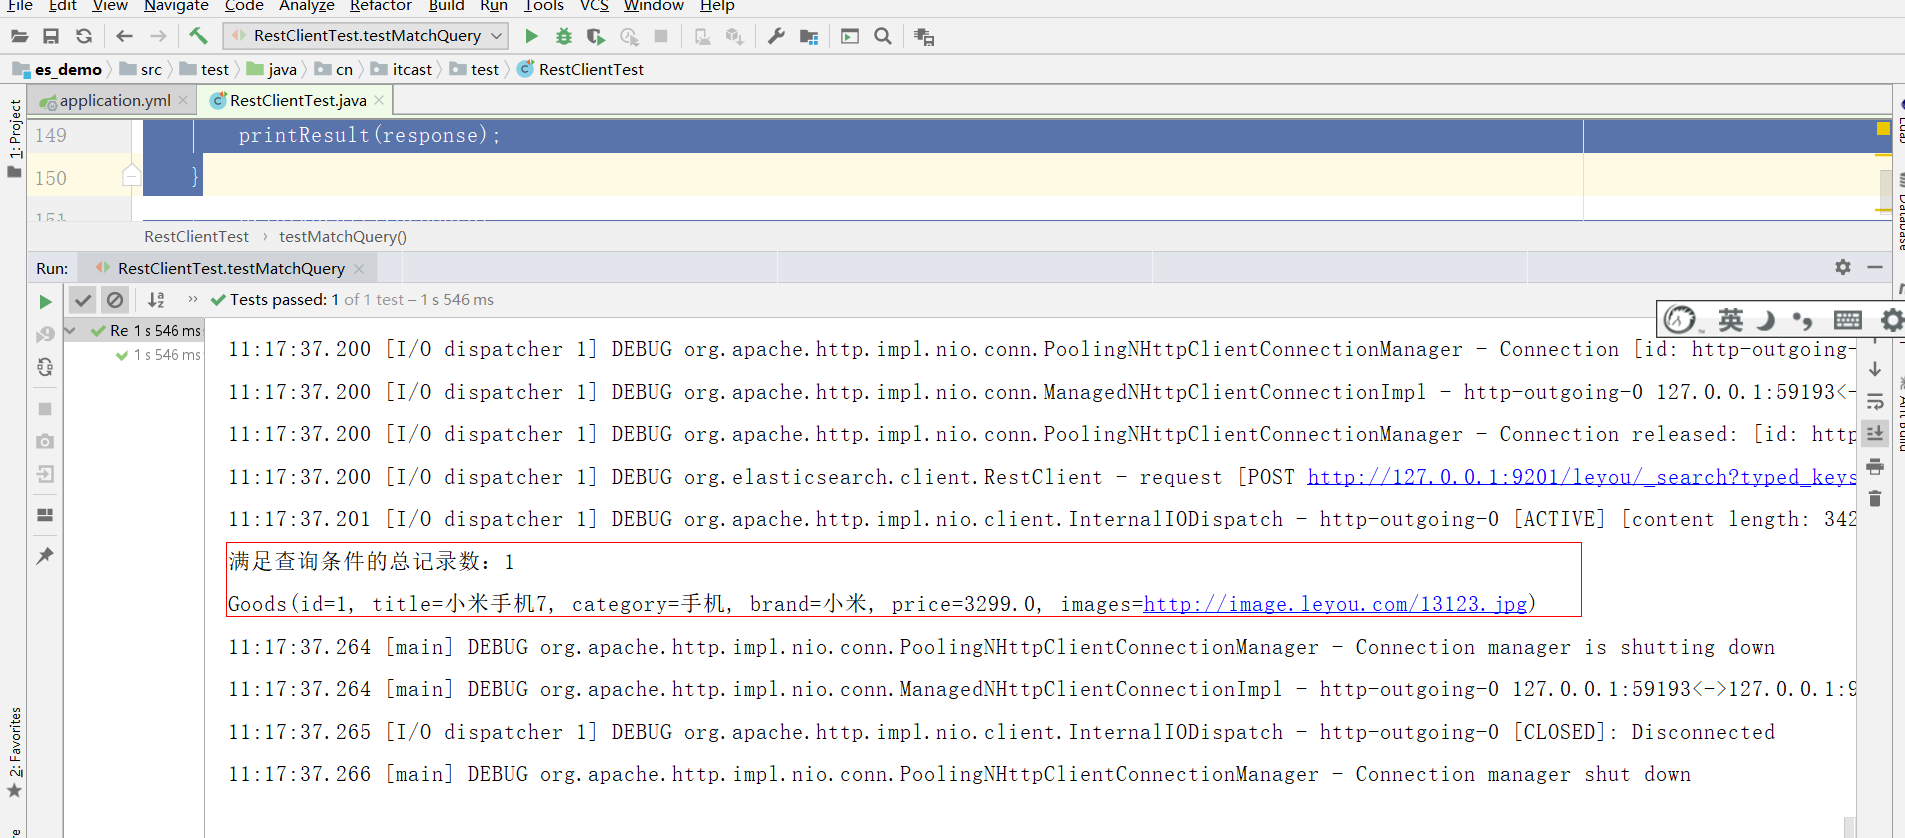 File Edit View Navigate Code Analyze Refactor Build Run Tools VCS Window Help
RestClientTest.testMatchQuery
es_demo src test java cn itcast test RestClientTest
application.yml RestClientTest.java
1: Project
149 printResult(response);
150 }
151
RestClientTest › testMatchQuery()
Database
Run: RestClientTest.testMatchQuery
Tests passed: 1 of 1 test – 1 s 546 ms
英
Re 1 s 546 ms
1 s 546 ms
11:17:37.200 [I/O dispatcher 1] DEBUG org.apache.http.impl.nio.conn.PoolingNHttpClientConnectionManager - Connection [id: http-outgoing-
11:17:37.200 [I/O dispatcher 1] DEBUG org.apache.http.impl.nio.conn.ManagedNHttpClientConnectionImpl - http-outgoing-0 127.0.0.1:59193<-
11:17:37.200 [I/O dispatcher 1] DEBUG org.apache.http.impl.nio.conn.PoolingNHttpClientConnectionManager - Connection released: [id: http
11:17:37.200 [I/O dispatcher 1] DEBUG org.elasticsearch.client.RestClient - request [POST http://127.0.0.1:9201/leyou/_search?typed_keys
11:17:37.201 [I/O dispatcher 1] DEBUG org.apache.http.impl.nio.client.InternalIODispatch - http-outgoing-0 [ACTIVE] [content length: 342
满足查询条件的总记录数：1
Goods(id=1, title=小米手机7, category=手机, brand=小米, price=3299.0, images=http://image.leyou.com/13123.jpg)
11:17:37.264 [main] DEBUG org.apache.http.impl.nio.conn.PoolingNHttpClientConnectionManager - Connection manager is shutting down
11:17:37.264 [main] DEBUG org.apache.http.impl.nio.conn.ManagedNHttpClientConnectionImpl - http-outgoing-0 127.0.0.1:59193<->127.0.0.1:9
11:17:37.265 [I/O dispatcher 1] DEBUG org.apache.http.impl.nio.client.InternalIODispatch - http-outgoing-0 [CLOSED]: Disconnected
11:17:37.266 [main] DEBUG org.apache.http.impl.nio.conn.PoolingNHttpClientConnectionManager - Connection manager shut down
2: Favorites